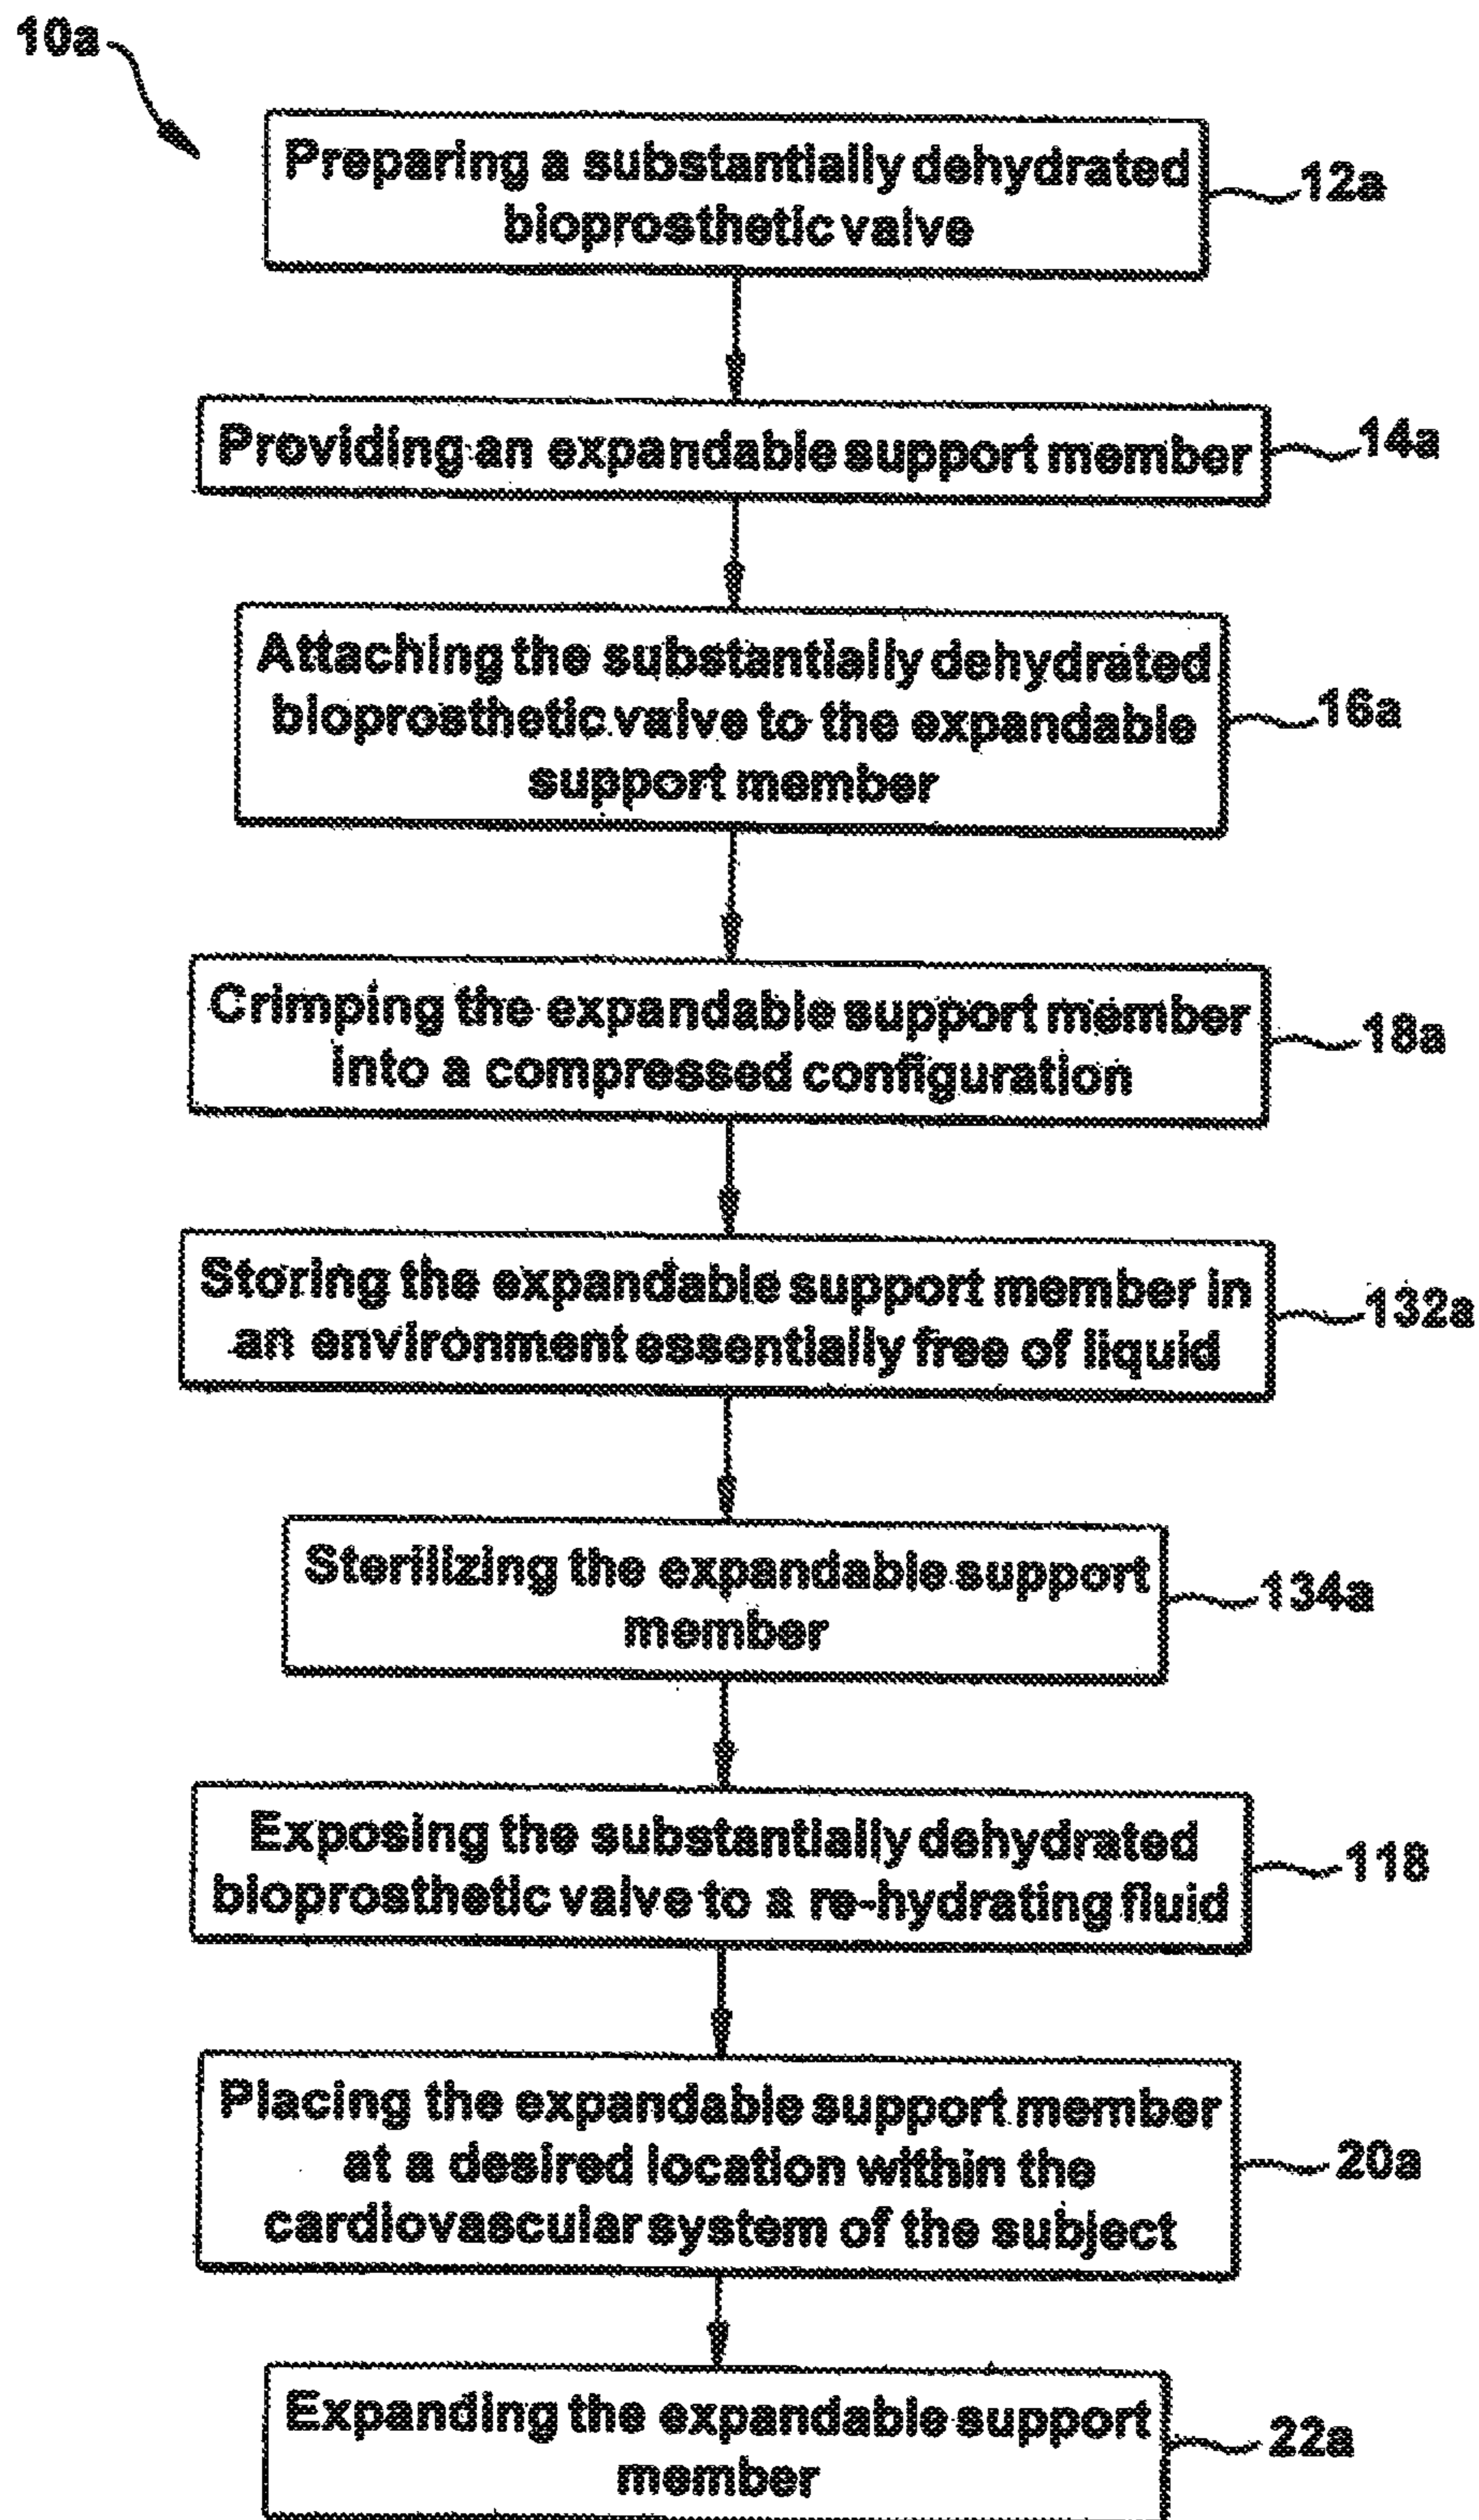 10a
Preparing a substantially dehydrated
bioprosthetic valve
12a
Providing an expandable support member
14a
Attaching the substantially dehydrated
bioprosthetic valve to the expandable
support member
16a
Crimping the expandable support member
into a compressed configuration
18a
Storing the expandable support member in
an environment essentially free of liquid
132a
Sterilizing the expandable support
member
134a
Exposing the substantially dehydrated
bioprosthetic valve to a re-hydrating fluid
118
Placing the expandable support member
at a desired location within the
cardiovascular system of the subject
20a
Expanding the expandable support
member
22a